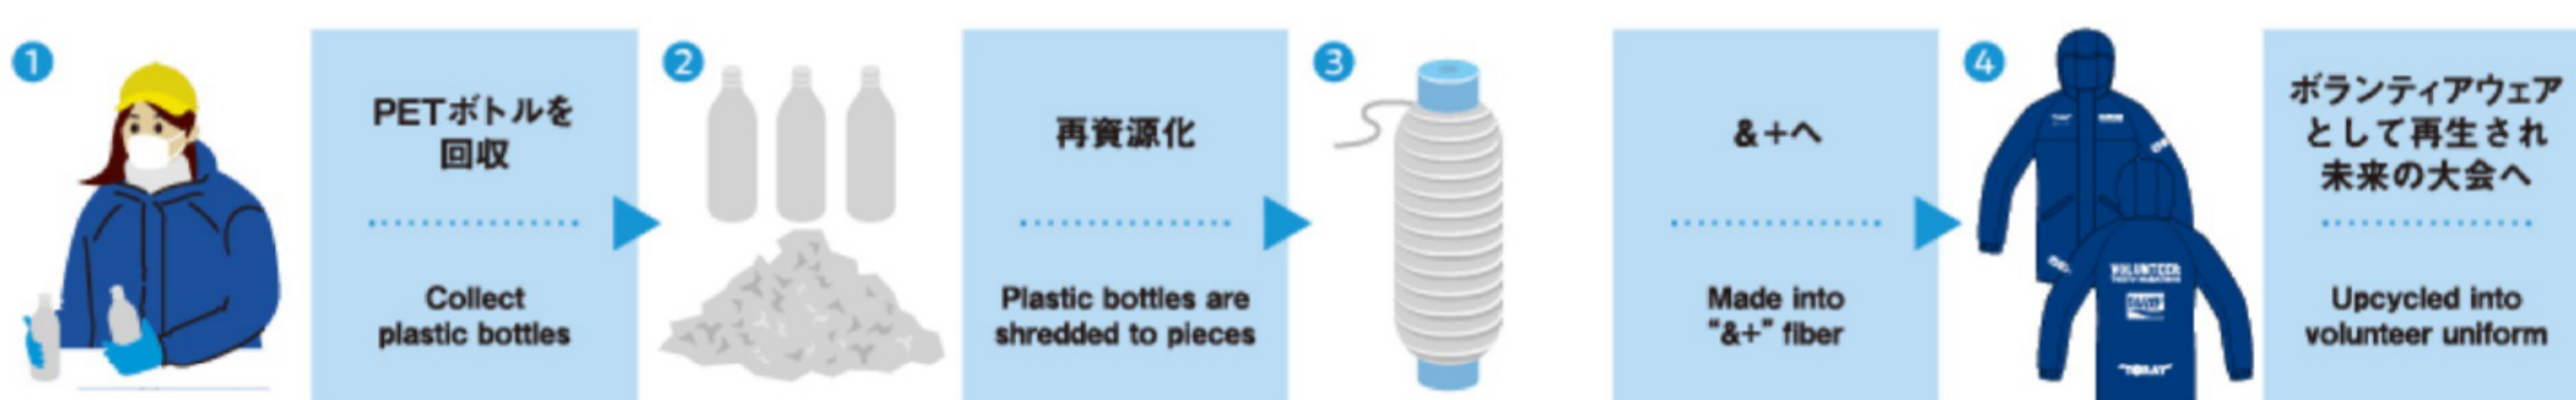 1
PETボトルを
回収
Collect
plastic bottles
2
再資源化
Plastic bottles are
shredded to pieces
3
&+へ
Made into
"&+" fiber
4
VOLUNTEER
TORAY
ボランティアウェア
として再生され
未来の大会へ
Upcycled into
volunteer uniform